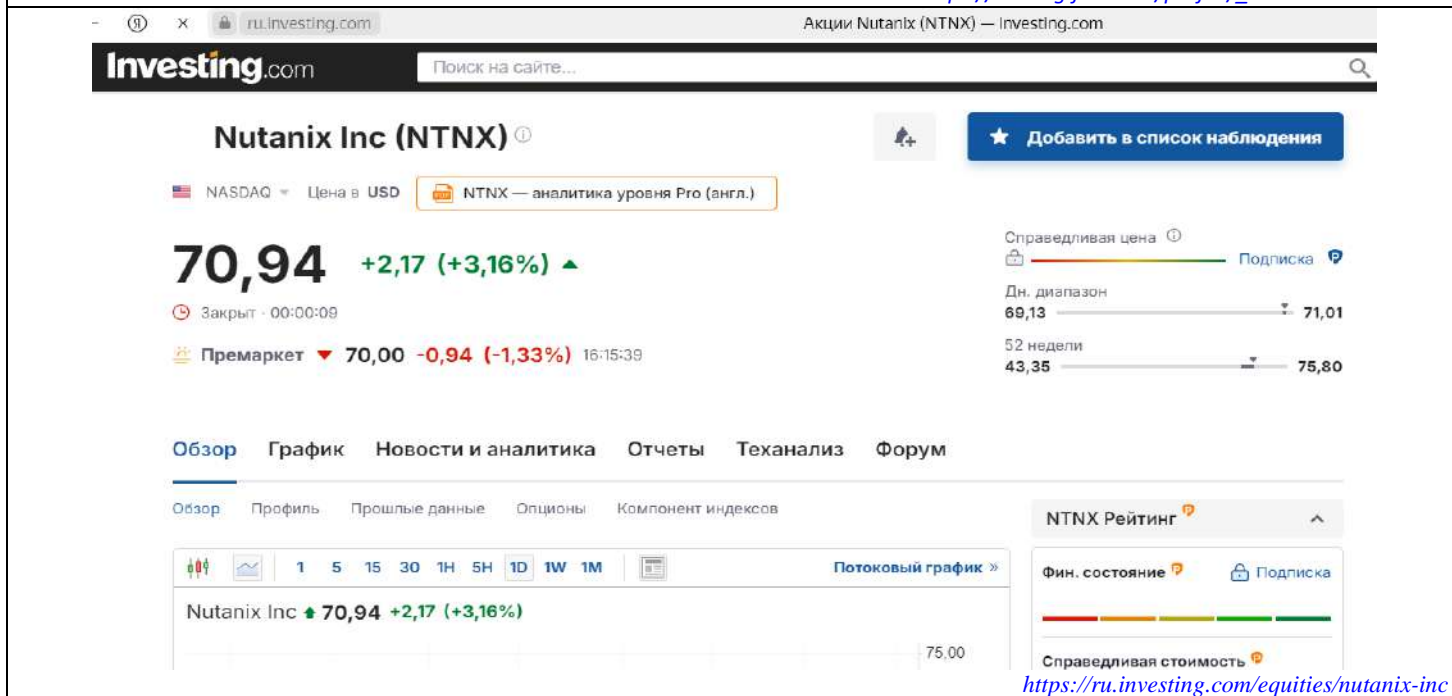 ru.investing.com Акции Nutanix (NTNX) — Investing.com
Investing.com Поиск на сайте...
Nutanix Inc (NTNX) Добавить в список наблюдения
NASDAQ Цена в USD NTNX — аналитика уровня Pro (англ.)
Справедливая цена
70,94 +2,17 (+3,16%) Подписка
Дн. диапазон
Закрыт · 00:00:09 69,13 71,01
52 недели
Премаркет 70,00 -0,94 (-1,33%) 16:15:39
43,35 75,80
Обзор График Новости и аналитика Отчеты Теханализ Форум
Обзор Профиль Прошлые данные Опционы Компонент индексов
NTNX Рейтинг
1 5 15 30 1H 5H 1D 1W 1M Потоковый график »
Фин. состояние Подписка
Nutanix Inc 70,94 +2,17 (+3,16%)
75,00
Справедливая стоимость
https://ru.investing.com/equities/nutanix-inc